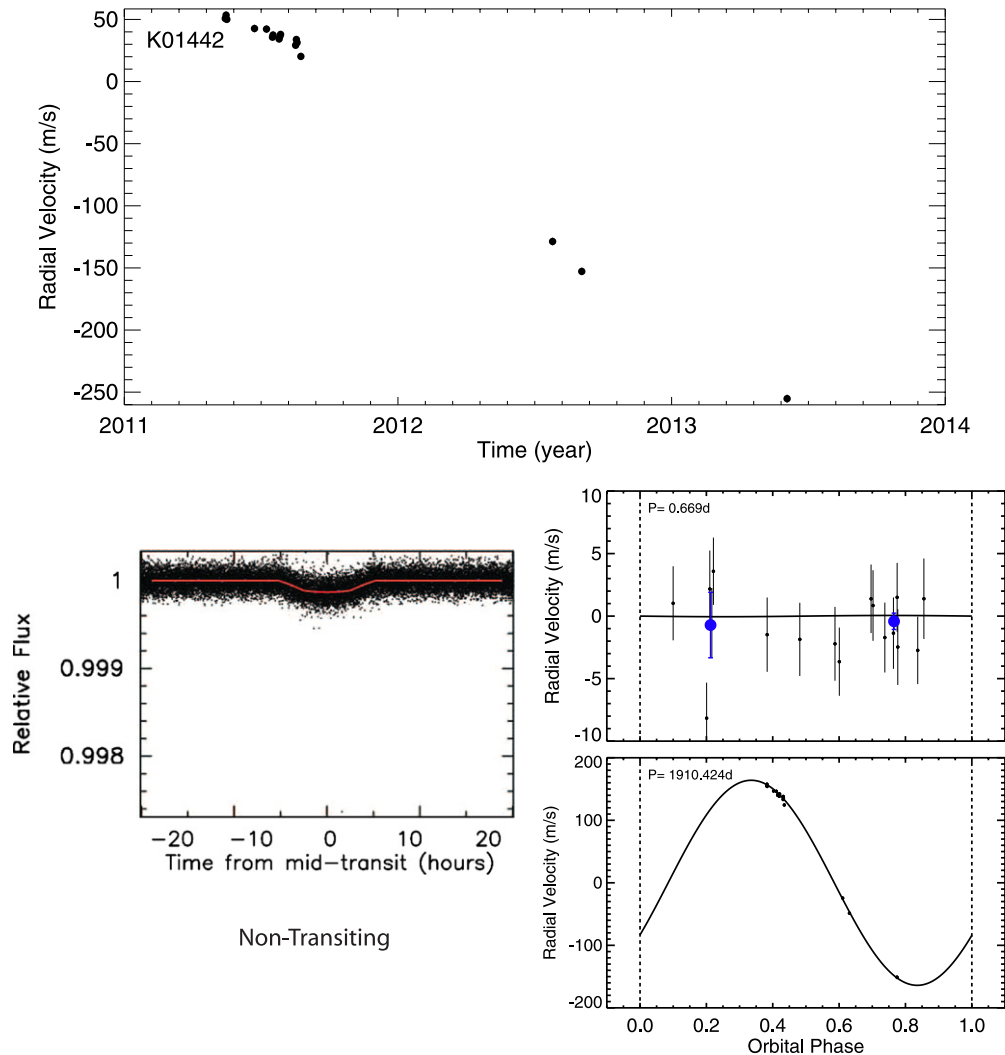 K01442
50
0
-50
-100
-150
-200
-250
Radial Velocity (m/s)
2011 2012 2013 2014
Time (year)
1
0.999
0.998
Relative Flux
−20 −10 0 10 20
Time from mid−transit (hours)
Non-Transiting
P= 0.669d
10
5
0
-5
-10
Radial Velocity (m/s)
P= 1910.424d
200
100
0
-100
-200
Radial Velocity (m/s)
0.0 0.2 0.4 0.6 0.8 1.0
Orbital Phase